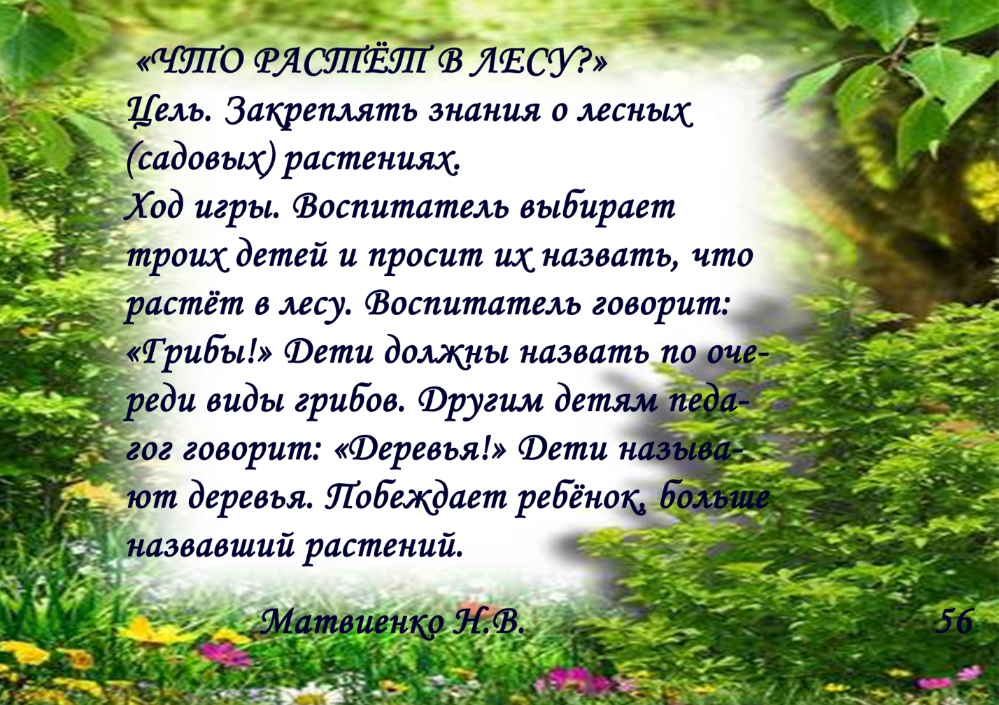 «ЧТО РАСТЁТ В ЛЕСУ?»
Цель. Закреплять знания о лесных
(садовых) растениях.
Ход игры. Воспитатель выбирает
троих детей и просит их назвать, что
растёт в лесу. Воспитатель говорит:
«Грибы!» Дети должны назвать по оче-
реди виды грибов. Другим детям педа-
гог говорит: «Деревья!» Дети называ-
ют деревья. Побеждает ребёнок, больше
назвавший растений.
Матвиенко Н.В.
56